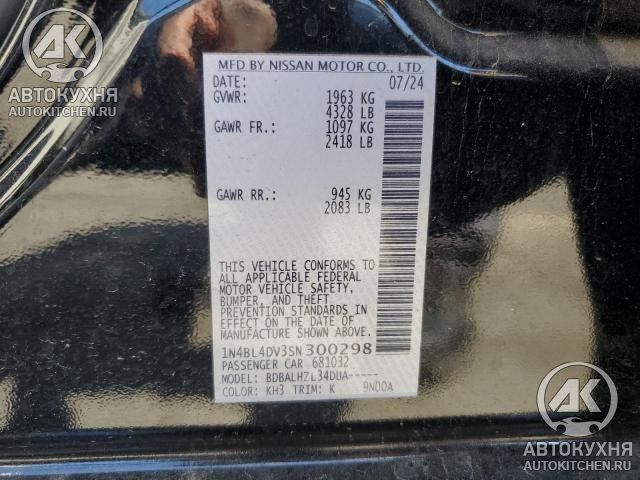 АК
АВТОКУХНЯ
AUTOKITCHEN.RU
MFD BY NISSAN MOTOR CO., LTD.
DATE: 07/24
GVWR: 1963 KG
4328 LB
GAWR FR.: 1097 KG
2418 LB
GAWR RR.: 945 KG
2083 LB
THIS VEHICLE CONFORMS TO
ALL APPLICABLE FEDERAL
MOTOR VEHICLE SAFETY,
BUMPER, AND THEFT
PREVENTION STANDARDS
IN EFFECT ON THE DATE OF
MANUFACTURE SHOWN ABOVE.
1N4BL4DV3SN300298
PASSENGER CAR 681032
MODEL: BDBALHZL34DUA-----
COLOR: KH3 TRIM: K 9N00A
АК
АВТОКУХНЯ
AUTOKITCHEN.RU